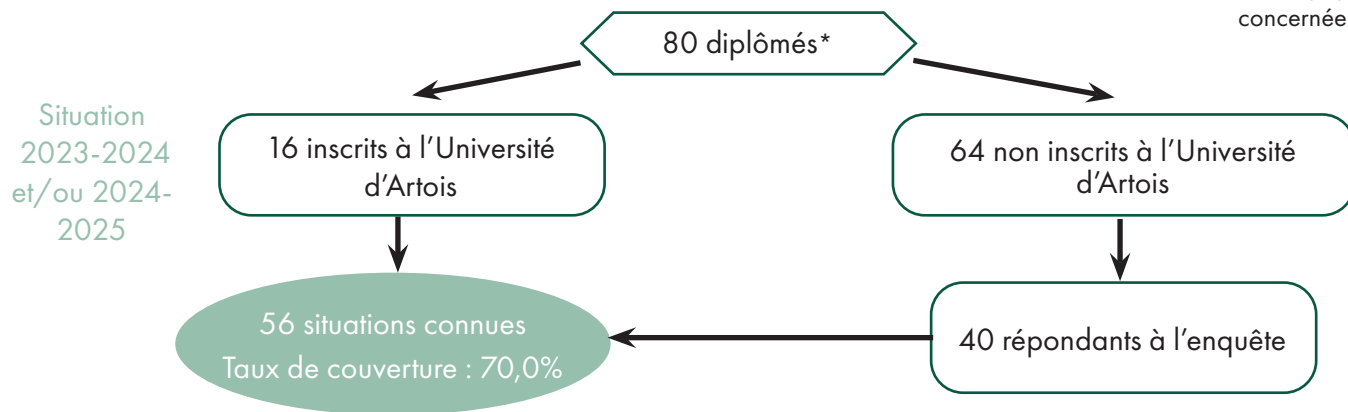 concernée
80 diplômés*
Situation
2023-2024
et/ou 2024-
2025
16 inscrits à l'Université
d'Artois
64 non inscrits à l'Université
d'Artois
56 situations connues
Taux de couverture : 70,0%
40 répondants à l'enquête